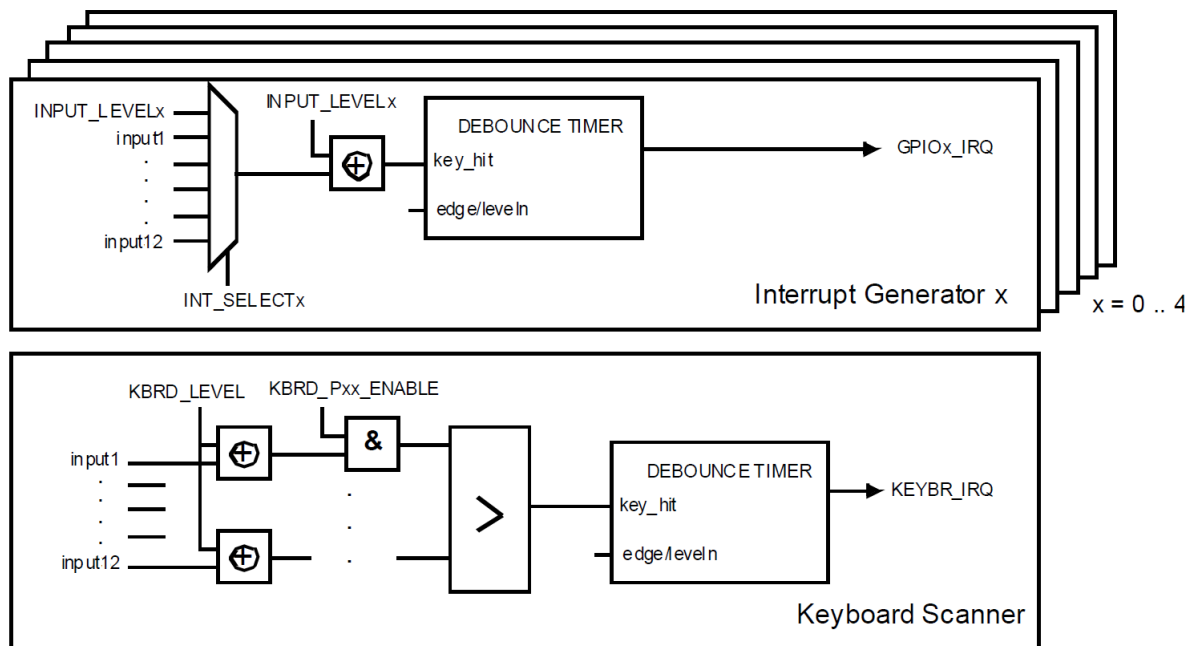 INPUT_LEVELx
input1
.
.
.
.
input12
INT_SELECTx
INPUT_LEVELx
DEBOUNCE TIMER
key_hit
edge/leveln
GPIOx_IRQ
Interrupt Generator x
x = 0 .. 4
KBRD_LEVEL
KBRD_Pxx_ENABLE
&
input1
.
.
.
.
input12
.
.
.
>
DEBOUNCE TIMER
key_hit
edge/leveln
KEYBR_IRQ
Keyboard Scanner